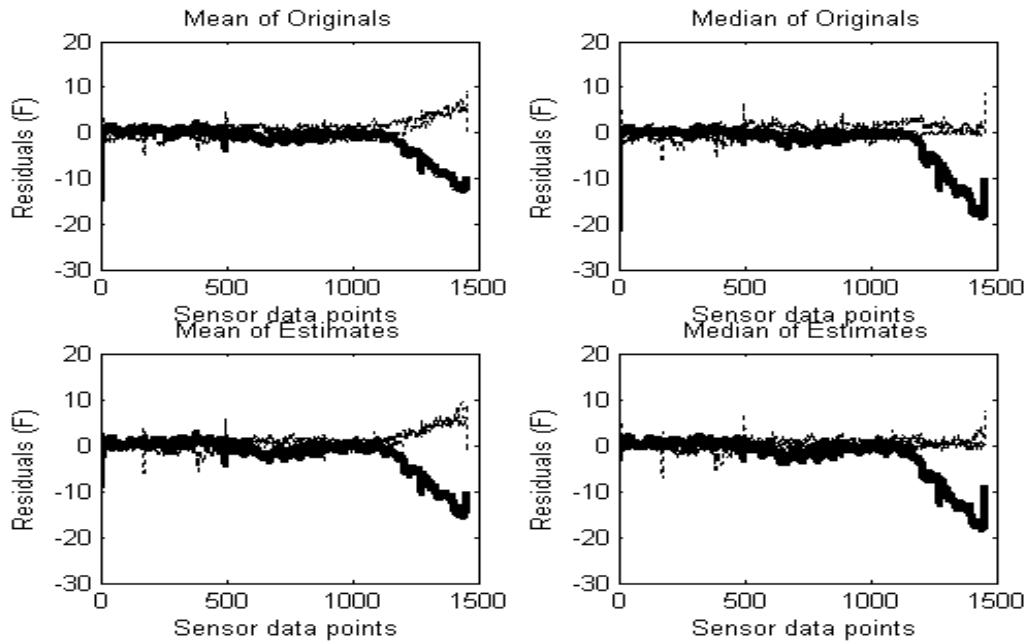 Mean of Originals
Residuals (F)
20
10
0
-10
-20
-30
0 500 1000 1500
Sensor data points
Median of Originals
Residuals (F)
20
10
0
-10
-20
-30
0 500 1000 1500
Sensor data points
Mean of Estimates
Residuals (F)
20
10
0
-10
-20
-30
0 500 1000 1500
Sensor data points
Median of Estimates
Residuals (F)
20
10
0
-10
-20
-30
0 500 1000 1500
Sensor data points